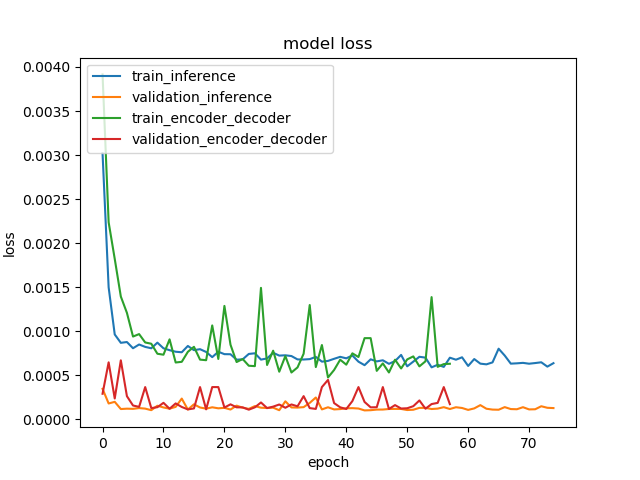 model loss
train_inference
validation_inference
train_encoder_decoder
validation_encoder_decoder
loss
0.0040
0.0035
0.0030
0.0025
0.0020
0.0015
0.0010
0.0005
0.0000
0 10 20 30 40 50 60 70
epoch